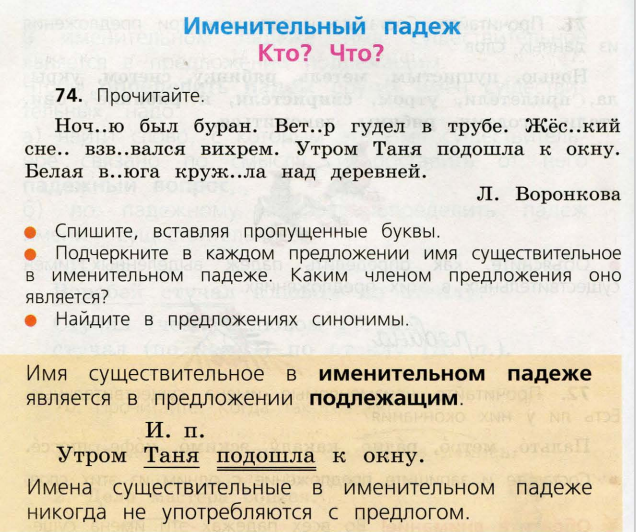 Именительный падеж
Кто? Что?
74. Прочитайте.
Ноч..ю был буран. Вет..р гудел в трубе. Жёс..кий
сне.. взв..вался вихрем. Утром Таня подошла к окну.
Белая в..юга круж..ла над деревней.
Л. Воронкова
Спишите, вставляя пропущенные буквы.
Подчеркните в каждом предложении имя существительное
в именительном падеже. Каким членом предложения оно
является?
Найдите в предложениях синонимы.
Имя существительное в именительном падеже
является в предложении подлежащим.
И. п.
Утром Таня подошла к окну.
Имена существительные в именительном падеже
никогда не употребляются с предлогом.